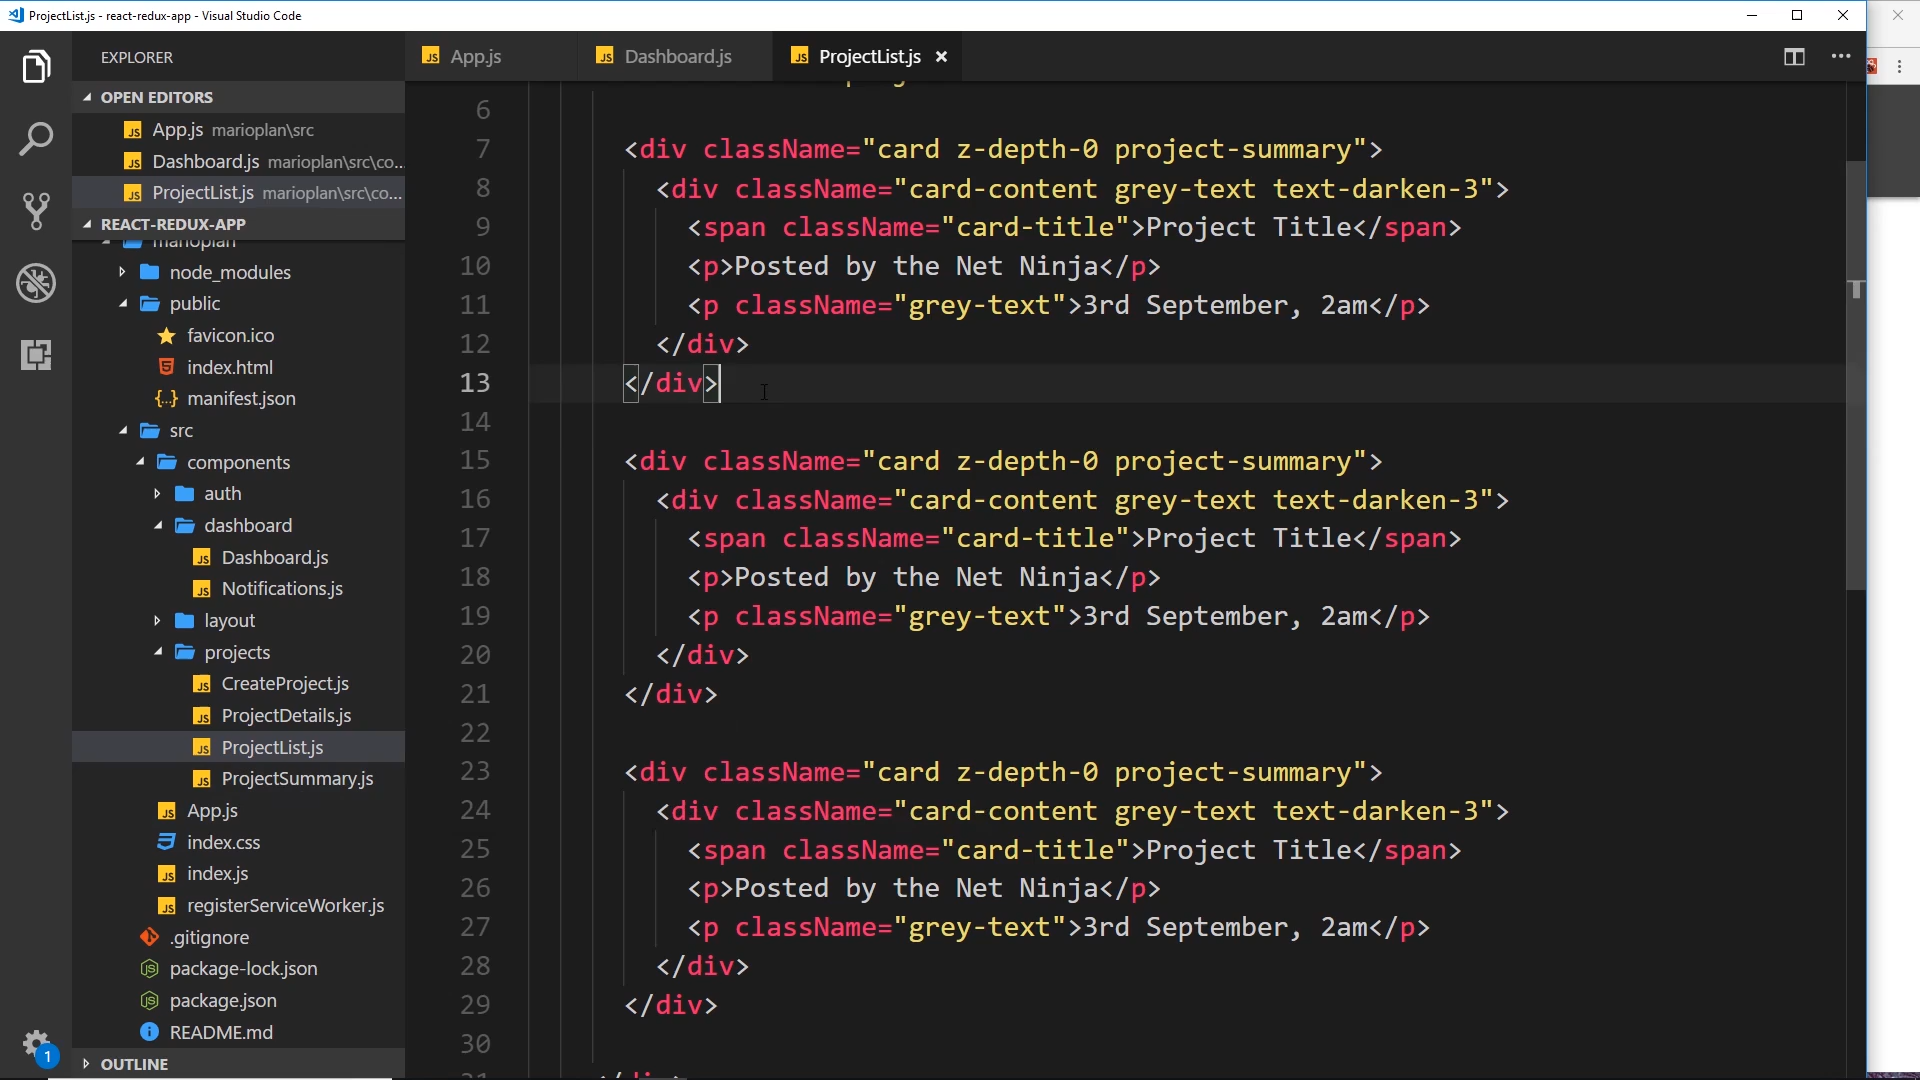 ProjectList.js - react-redux-app - Visual Studio Code
EXPLORER
OPEN EDITORS
App.js marioplan\src
Dashboard.js marioplan\src\co...
ProjectList.js marioplan\src\co...
REACT-REDUX-APP
marioplan
node_modules
public
favicon.ico
index.html
manifest.json
src
components
auth
dashboard
Dashboard.js
Notifications.js
layout
projects
CreateProject.js
ProjectDetails.js
ProjectList.js
ProjectSummary.js
App.js
index.css
index.js
registerServiceWorker.js
.gitignore
package-lock.json
package.json
README.md
OUTLINE
1
App.js
Dashboard.js
ProjectList.js
6
7 <div className="card z-depth-0 project-summary">
8 <div className="card-content grey-text text-darken-3">
9 <span className="card-title">Project Title</span>
10 <p>Posted by the Net Ninja</p>
11 <p className="grey-text">3rd September, 2am</p>
12 </div>
13 </div>
14
15 <div className="card z-depth-0 project-summary">
16 <div className="card-content grey-text text-darken-3">
17 <span className="card-title">Project Title</span>
18 <p>Posted by the Net Ninja</p>
19 <p className="grey-text">3rd September, 2am</p>
20 </div>
21 </div>
22
23 <div className="card z-depth-0 project-summary">
24 <div className="card-content grey-text text-darken-3">
25 <span className="card-title">Project Title</span>
26 <p>Posted by the Net Ninja</p>
27 <p className="grey-text">3rd September, 2am</p>
28 </div>
29 </div>
30